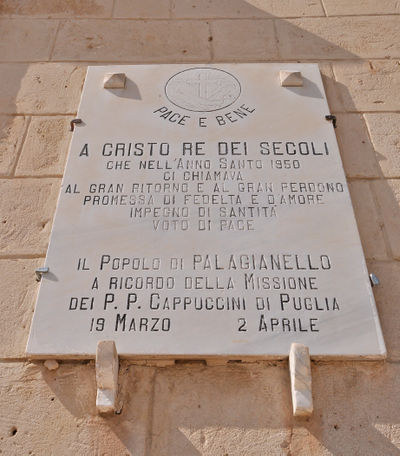 PACE E BENE
A CRISTO RE DEI SECOLI
CHE NELL'ANNO SANTO 1950
CI CHIAMAVA
AL GRAN RITORNO E AL GRAN PERDONO
PROMESSA DI FEDELTA E D'AMORE
IMPEGNO DI SANTITA
VOTO DI PACE
IL POPOLO DI PALAGIANELLO
A RICORDO DELLA MISSIONE
DEI P. P. CAPPUCCINI DI PUGLIA
19 MARZO 2 APRILE